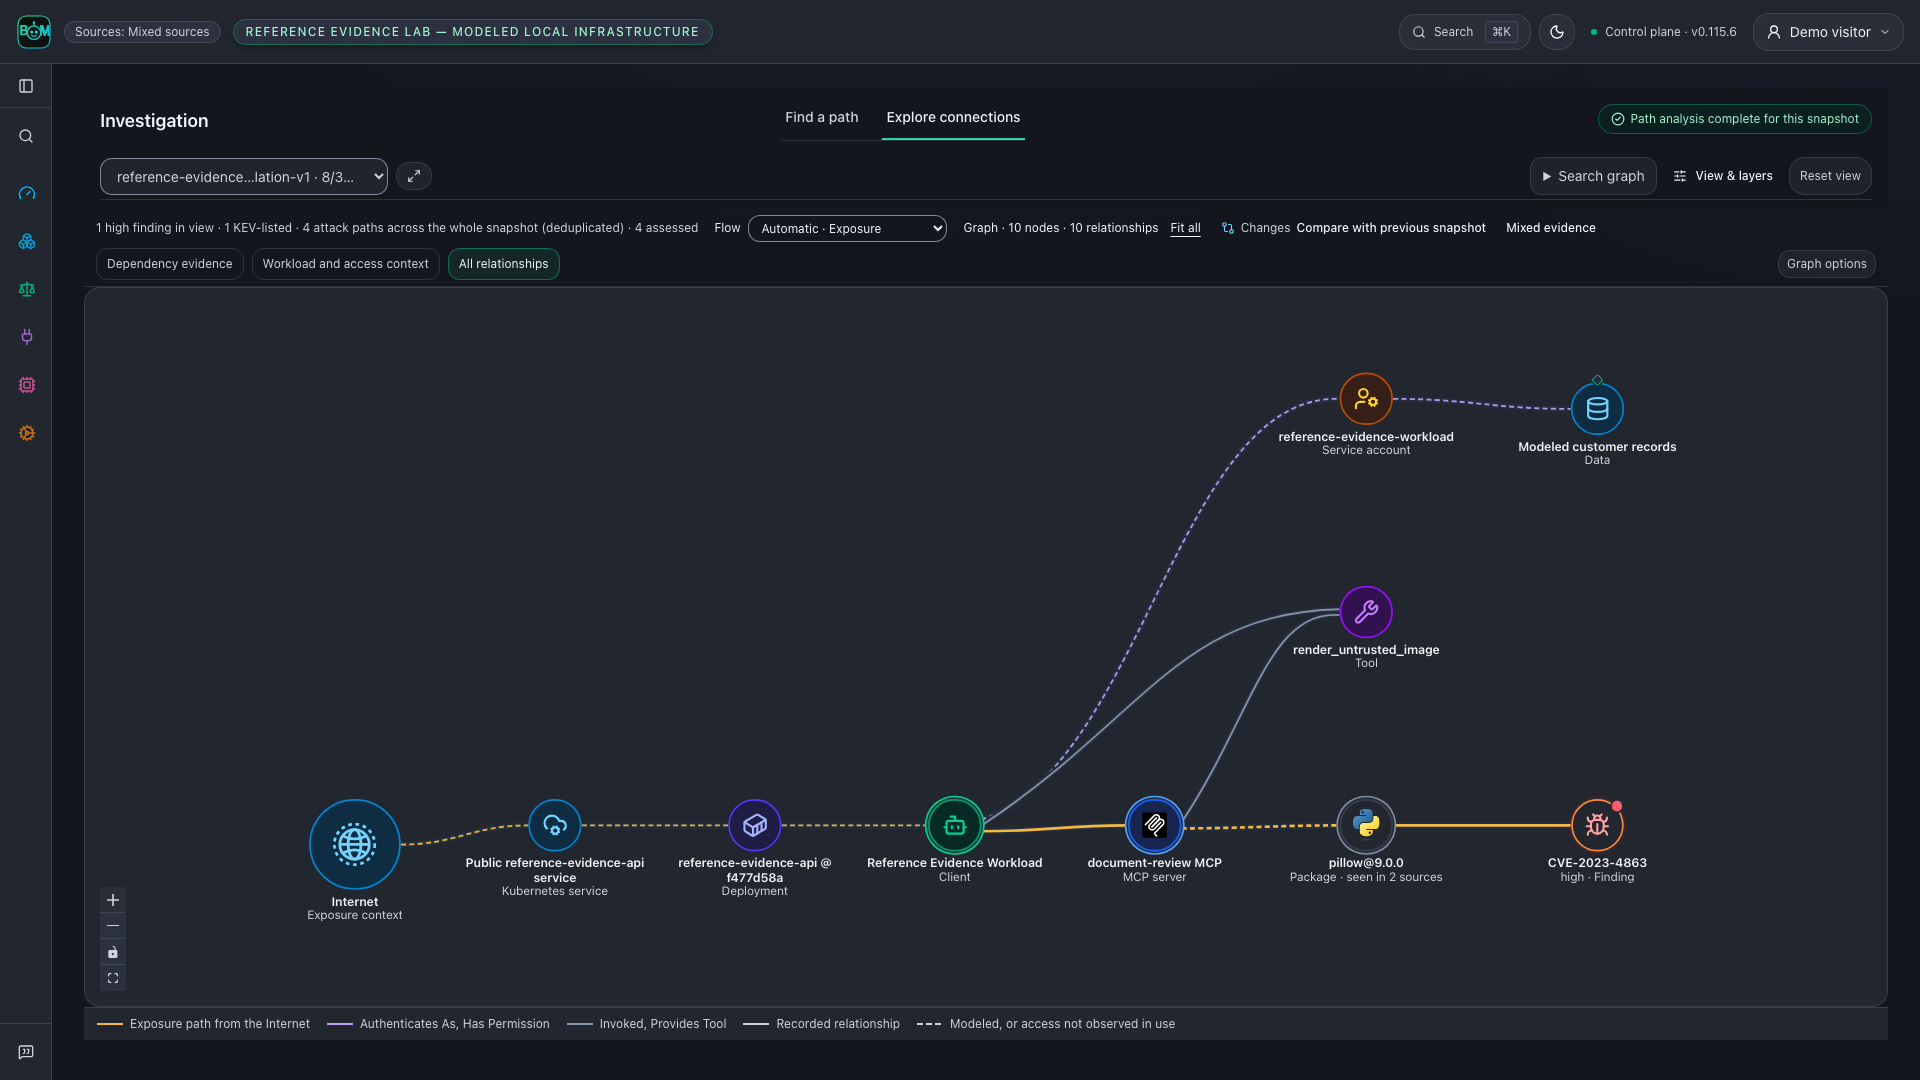 BOM
Sources: Mixed sources
REFERENCE EVIDENCE LAB — MODELED LOCAL INFRASTRUCTURE
Search ⌘K
Control plane · v0.115.6
Demo visitor
Investigation
Find a path
Explore connections
Path analysis complete for this snapshot
reference-evidence...lation-v1 · 8/3...
Search graph
View & layers
Reset view
1 high finding in view · 1 KEV-listed · 4 attack paths across the whole snapshot (deduplicated) · 4 assessed
Flow
Automatic · Exposure
Graph · 10 nodes · 10 relationships
Fit all
Changes
Compare with previous snapshot
Mixed evidence
Dependency evidence
Workload and access context
All relationships
Graph options
reference-evidence-workload
Service account
Modeled customer records
Data
render_untrusted_image
Tool
Internet
Exposure context
Public reference-evidence-api
service
Kubernetes service
reference-evidence-api @
f477d58a
Deployment
Reference Evidence Workload
Client
document-review MCP
MCP server
pillow@9.0.0
Package · seen in 2 sources
CVE-2023-4863
high · Finding
Exposure path from the Internet
Authenticates As, Has Permission
Invoked, Provides Tool
Recorded relationship
Modeled, or access not observed in use